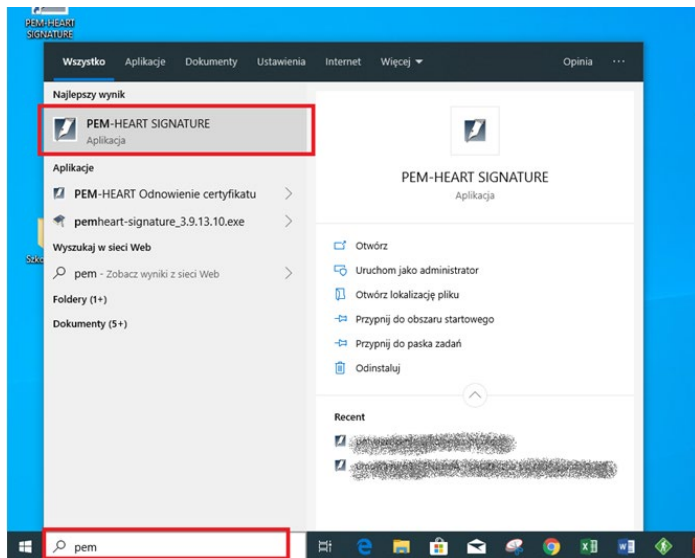 PEM-HEART
SIGNATURE
Wszystko Aplikacje Dokumenty Ustawienia Internet Więcej Opinia ...
Najlepszy wynik
PEM-HEART SIGNATURE
Aplikacja
Aplikacje
PEM-HEART Odnowienie certyfikatu
pemheart-signature_3.9.13.10.exe
Wyszukaj w sieci Web
pem - Zobacz wyniki z sieci Web
Foldery (1+)
Dokumenty (5+)
PEM-HEART SIGNATURE
Aplikacja
Otwórz
Uruchom jako administrator
Otwórz lokalizację pliku
Przypnij do obszaru startowego
Przypnij do paska zadań
Odinstaluj
Recent
pem